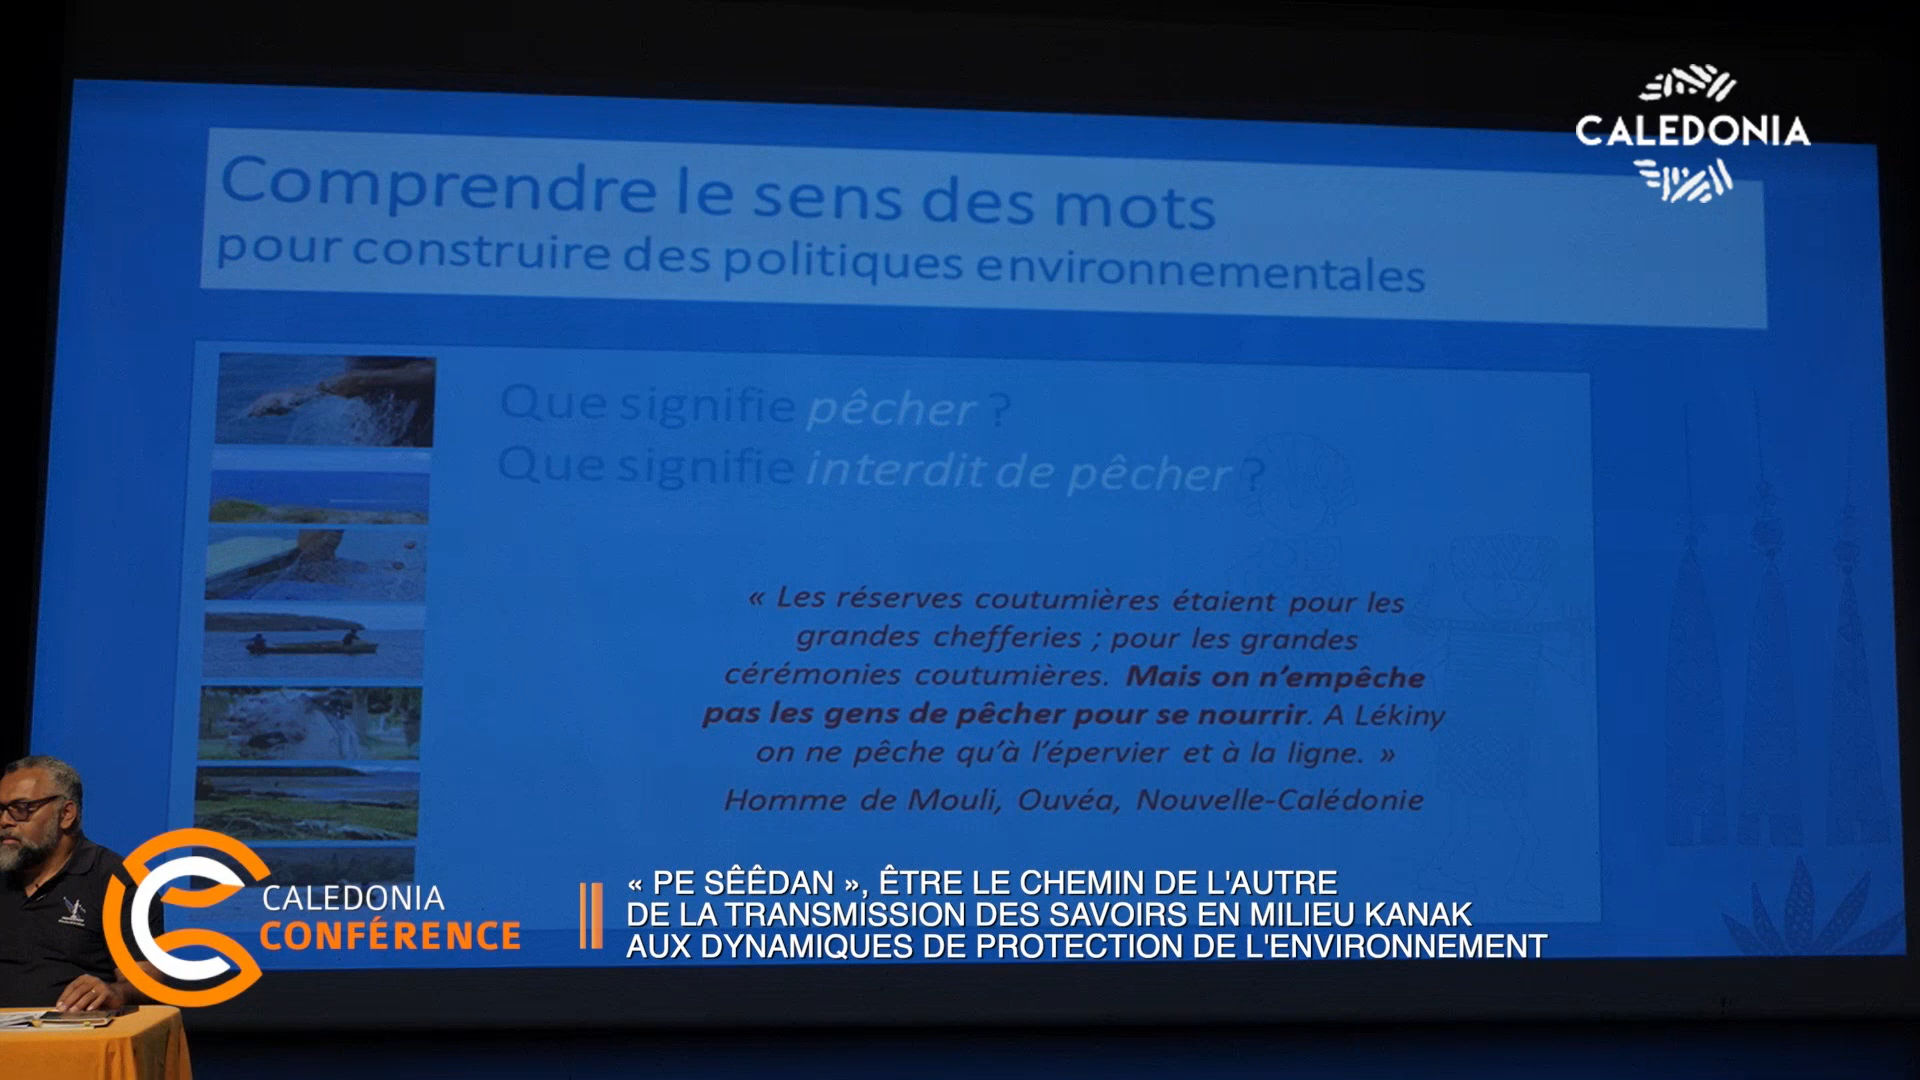 CALEDONIA
Comprendre le sens des mots
pour construire des politiques environnementales
Que signifie pêcher ?
Que signifie interdit de pêcher ?
« Les réserves coutumières étaient pour les
grandes chefferies ; pour les grandes
cérémonies coutumières. Mais on n’empêche
pas les gens de pêcher pour se nourrir. A Lékiny
on ne pêche qu’à l’épervier et à la ligne. »
Homme de Mouli, Ouvéa, Nouvelle-Calédonie
CALEDONIA
CONFÉRENCE
« PE SÊÊDAN », ÊTRE LE CHEMIN DE L'AUTRE
DE LA TRANSMISSION DES SAVOIRS EN MILIEU KANAK
AUX DYNAMIQUES DE PROTECTION DE L'ENVIRONNEMENT